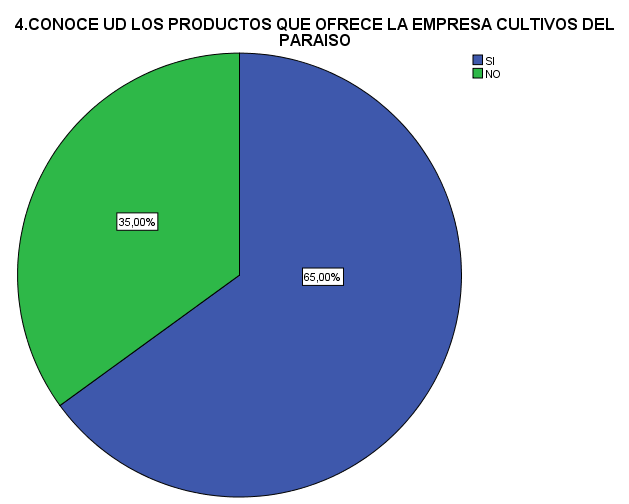 4.CONOCE UD LOS PRODUCTOS QUE OFRECE LA EMPRESA CULTIVOS DEL
PARAISO
SI
NO
35,00%
65,00%